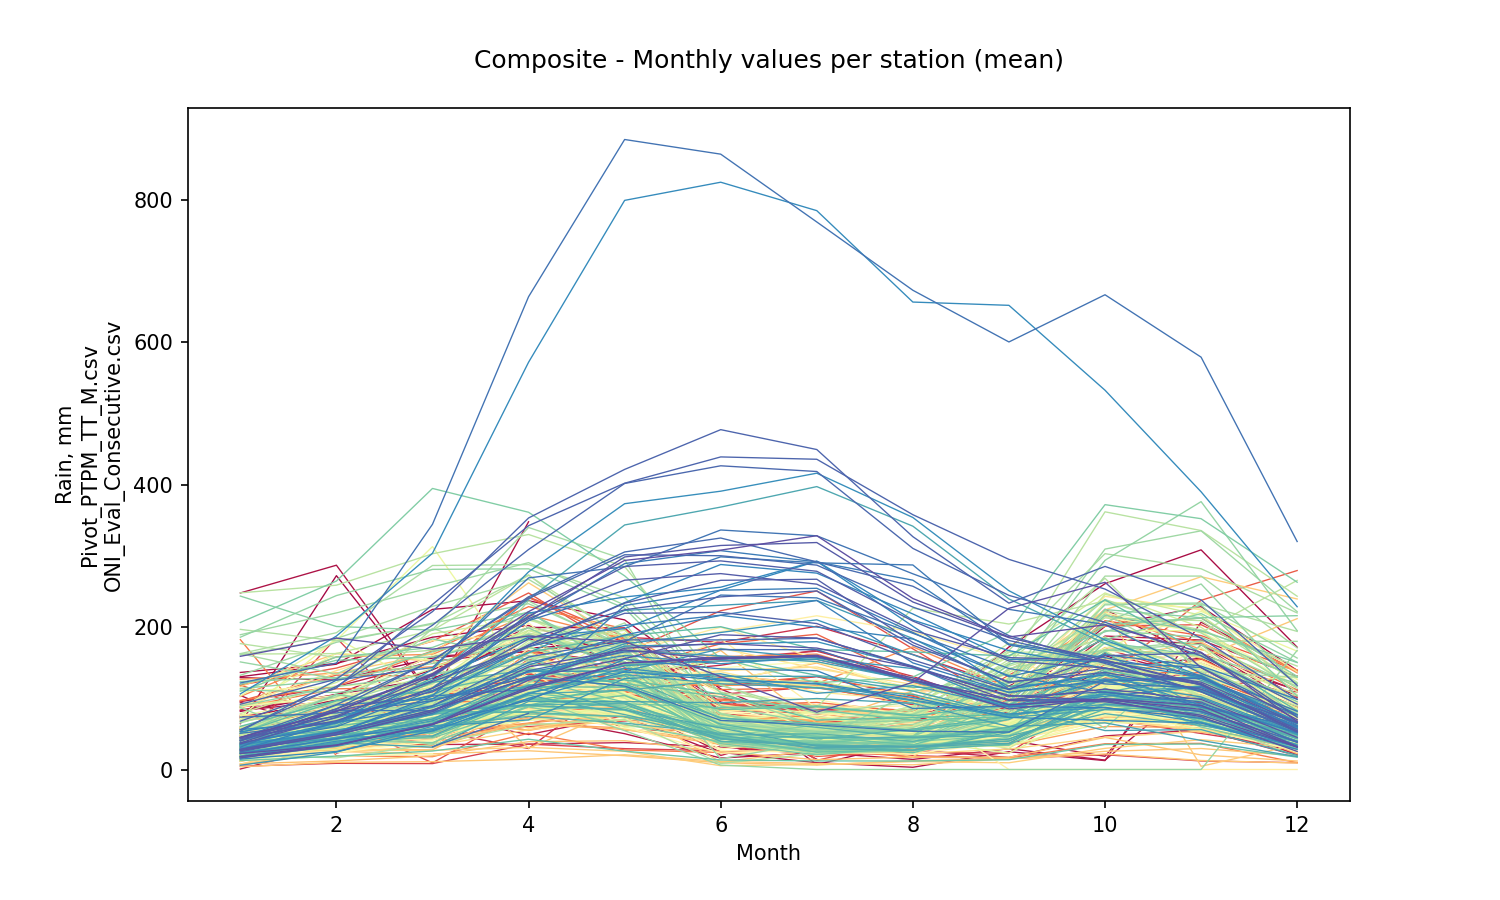 Composite - Monthly values per station (mean)
Rain, mm
Pivot_PTPM_TT_M.csv
ONI_Eval_Consecutive.csv
800
600
400
200
0
2 4 6 8 10 12
Month